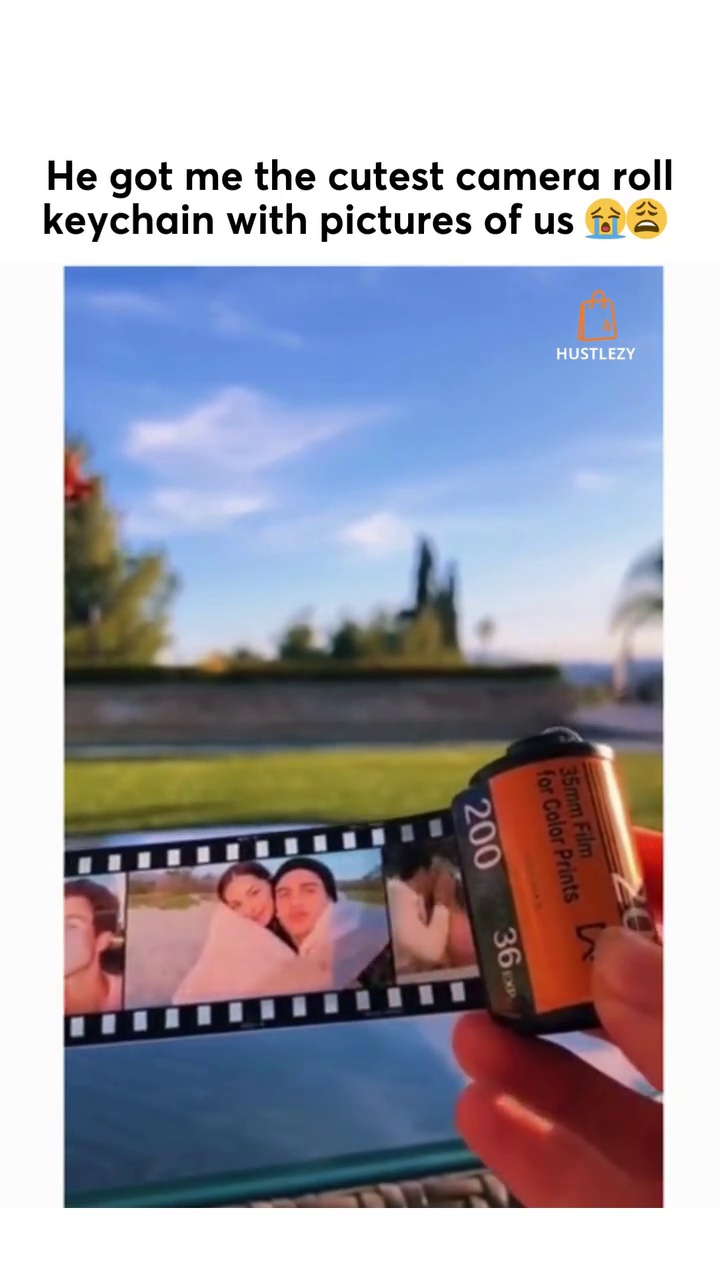 He got me the cutest camera roll
keychain with pictures of us 😭😩
HUSTLEZY
35mm Film
for Color Prints
200
36 EXP.